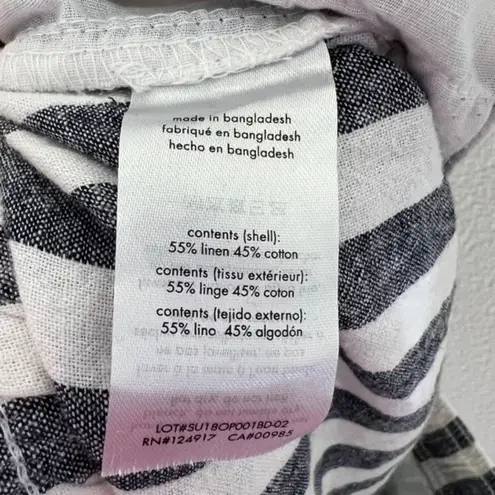 made in bangladesh
fabriqué en bangladesh
hecho en bangladesh
contents (shell):
55% linen 45% cotton
contents (tissu extérieur):
55% linge 45% coton
contents (tejido externo):
55% lino 45% algodón
LOT#SU18OP001BD-02
RN#124917 CA#00985